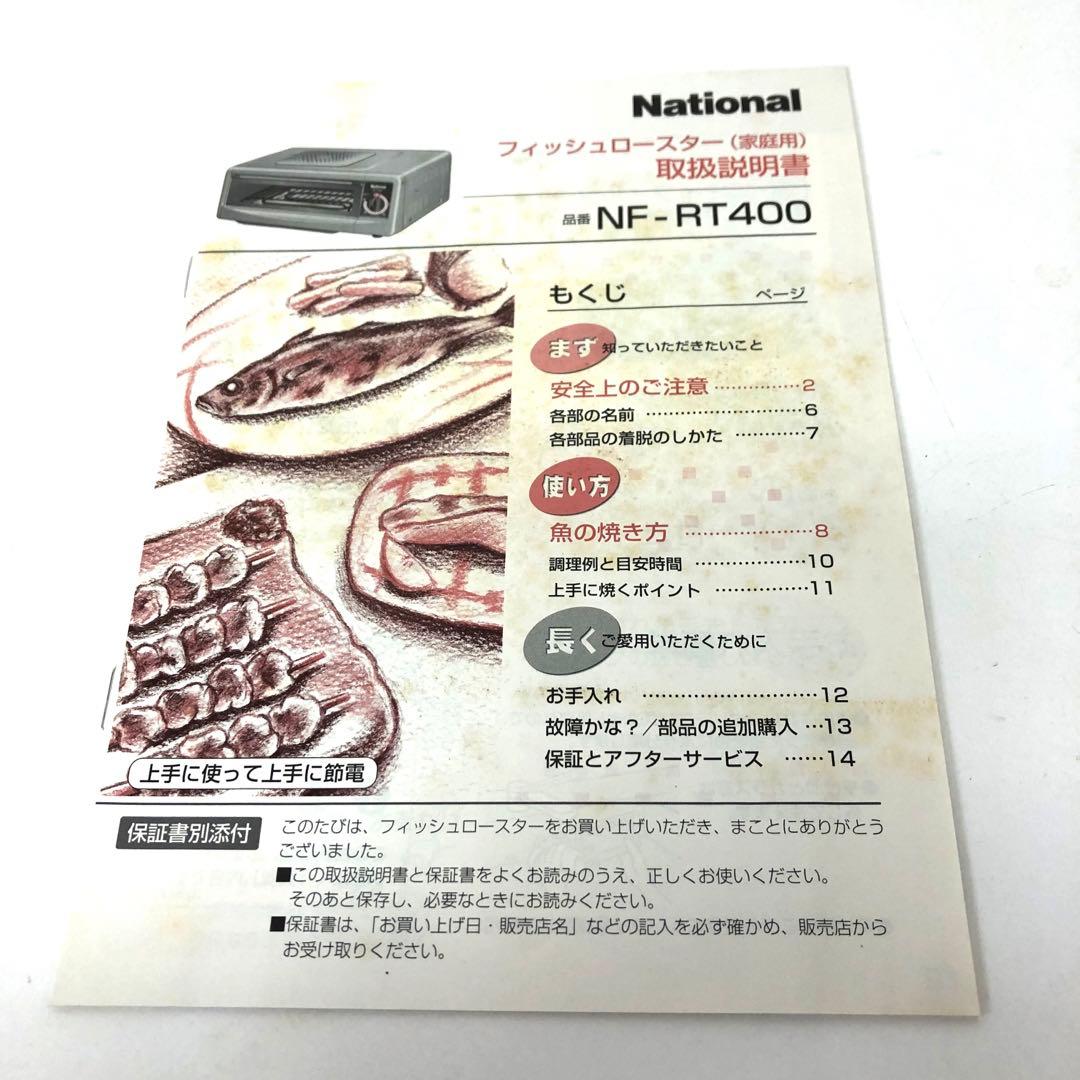 National
フィッシュロースター（家庭用）
取扱説明書
品番 NF-RT400
もくじ ページ
まず 知っていただきたいこと
安全上のご注意 ……………2
各部の名前 ………………………6
各部品の着脱のしかた …………7
使い方
魚の焼き方 …………………8
調理例と目安時間 …………………10
上手に焼くポイント ………………11
長く ご愛用いただくために
お手入れ …………………………12
故障かな？／部品の追加購入 …13
保証とアフターサービス ……14
上手に使って上手に節電
保証書別添付
このたびは、フィッシュロースターをお買い上げいただき、まことにありがとう
ございました。
■この取扱説明書と保証書をよくお読みのうえ、正しくお使いください。
そのあと保存し、必要なときにお読みください。
■保証書は、「お買い上げ日・販売店名」などの記入を必ず確かめ、販売店から
お受け取りください。